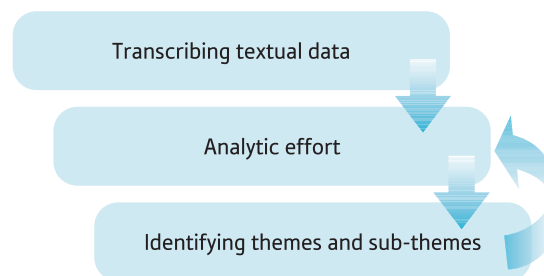 Transcribing textual data
Analytic effort
Identifying themes and sub-themes